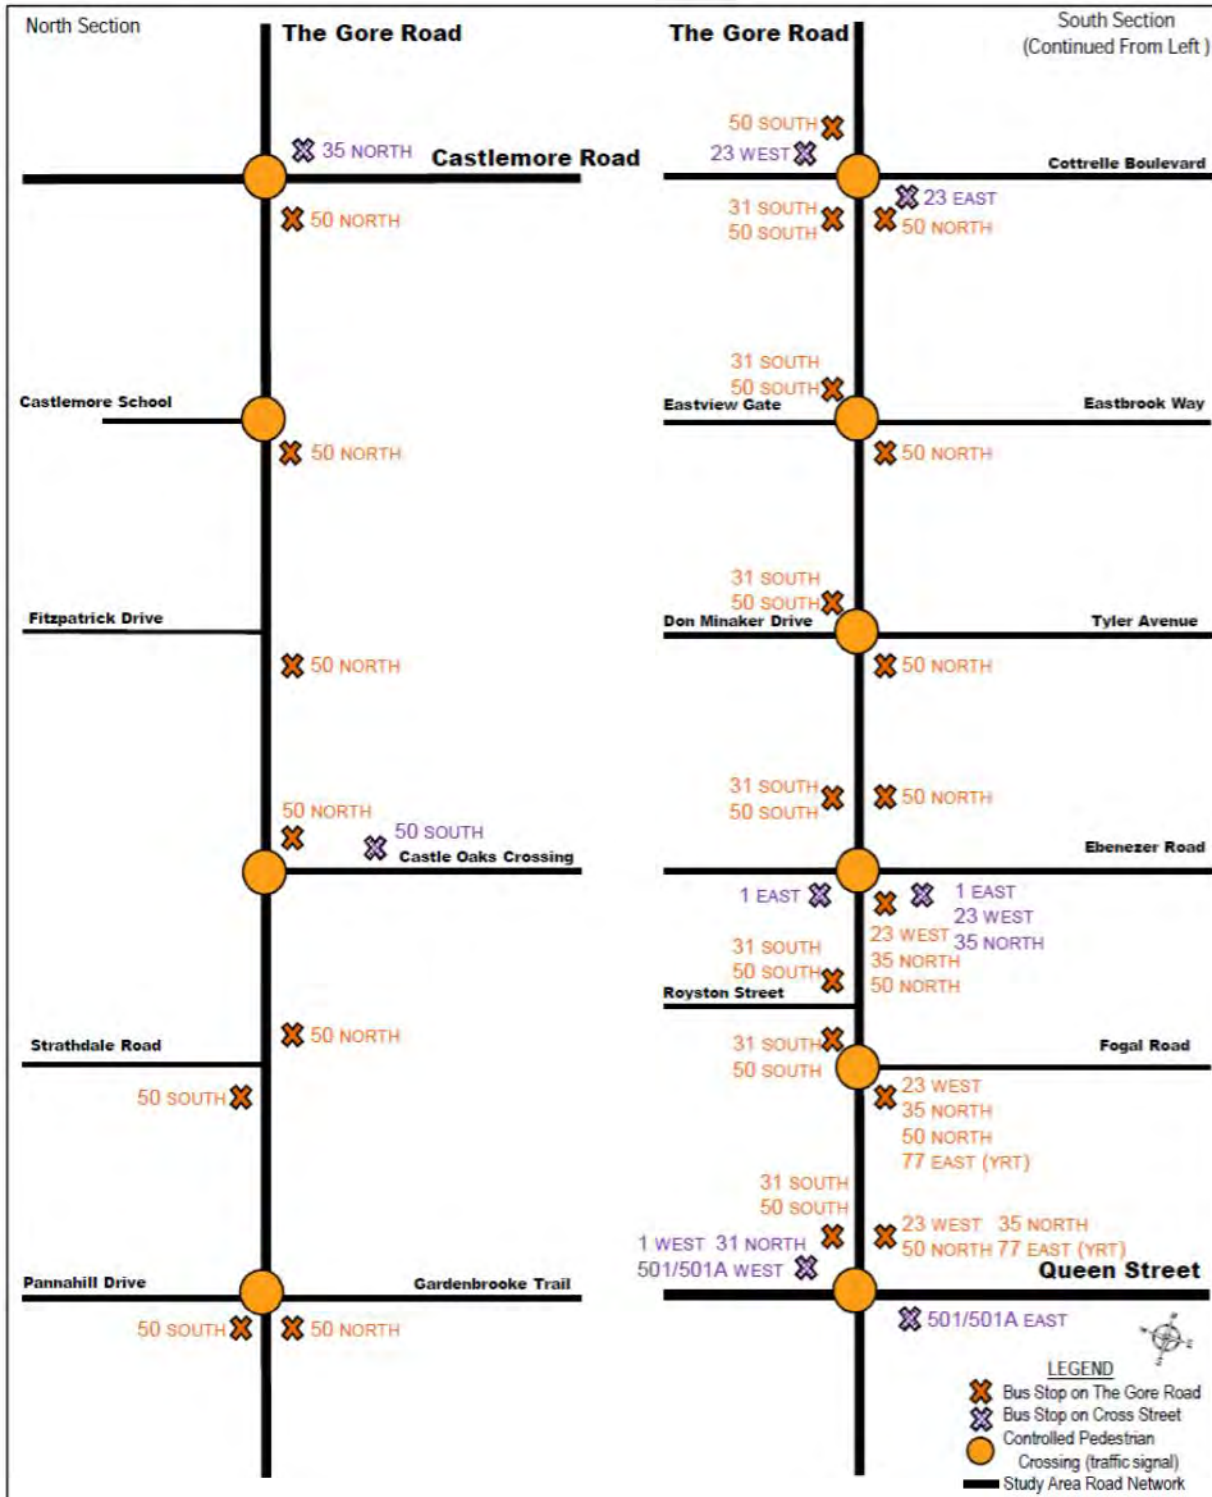 North Section
The Gore Road
35 NORTH
Castlemore Road
50 NORTH
Castlemore School
50 NORTH
Fitzpatrick Drive
50 NORTH
50 NORTH
50 SOUTH
Castle Oaks Crossing
50 NORTH
Strathdale Road
50 SOUTH
Pannahill Drive
Gardenbrooke Trail
50 SOUTH
50 NORTH
The Gore Road
South Section
(Continued From Left )
50 SOUTH
23 WEST
Cottrelle Boulevard
31 SOUTH
50 SOUTH
23 EAST
50 NORTH
31 SOUTH
50 SOUTH
Eastview Gate
Eastbrook Way
50 NORTH
31 SOUTH
50 SOUTH
Don Minaker Drive
Tyler Avenue
50 NORTH
31 SOUTH
50 SOUTH
50 NORTH
Ebenezer Road
1 EAST
1 EAST
23 WEST
35 NORTH
23 WEST
35 NORTH
50 NORTH
31 SOUTH
50 SOUTH
Royston Street
31 SOUTH
50 SOUTH
Fogal Road
23 WEST
35 NORTH
50 NORTH
77 EAST (YRT)
31 SOUTH
50 SOUTH
23 WEST 35 NORTH
50 NORTH 77 EAST (YRT)
1 WEST 31 NORTH
501/501A WEST
Queen Street
501/501A EAST
LEGEND
Bus Stop on The Gore Road
Bus Stop on Cross Street
Controlled Pedestrian
Crossing (traffic signal)
Study Area Road Network